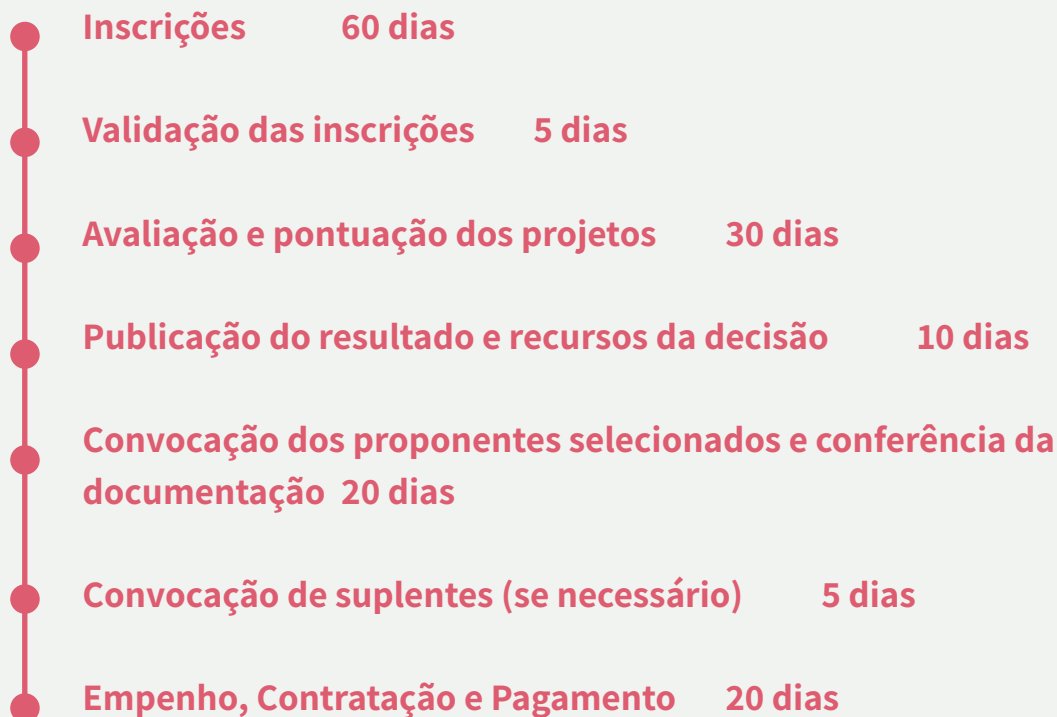 Inscrições 60 dias
Validação das inscrições 5 dias
Avaliação e pontuação dos projetos 30 dias
Publicação do resultado e recursos da decisão 10 dias
Convocação dos proponentes selecionados e conferência da
documentação 20 dias
Convocação de suplentes (se necessário) 5 dias
Empenho, Contratação e Pagamento 20 dias